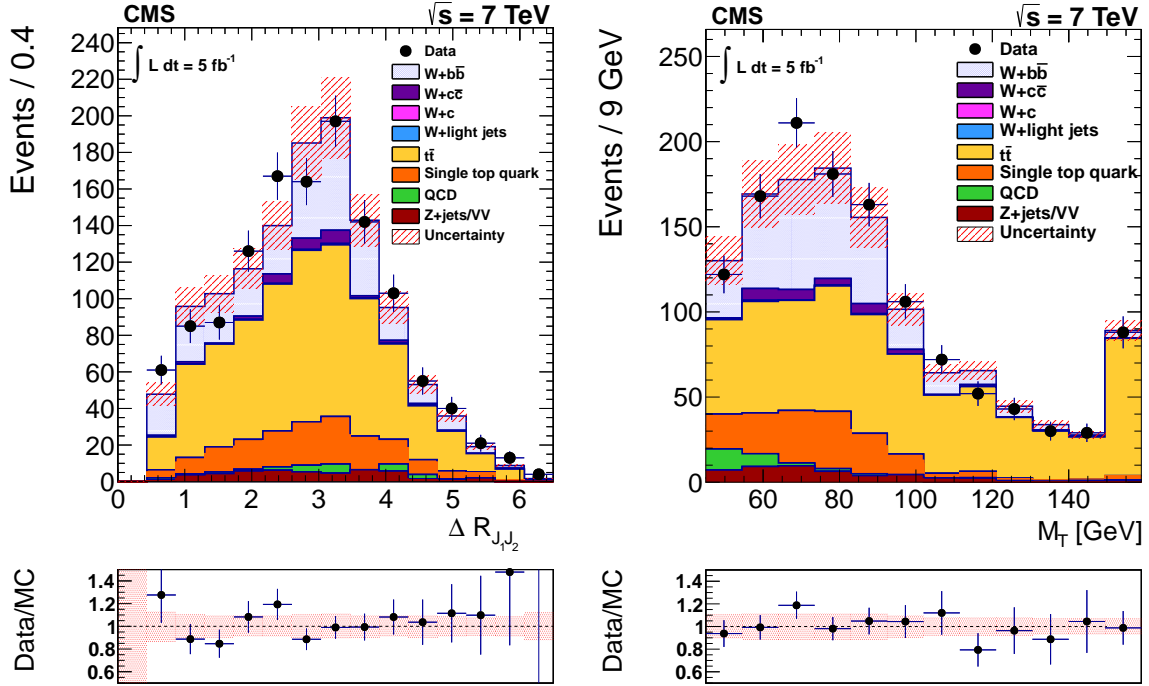 CMS √s = 7 TeV
∫ L dt = 5 fb⁻¹
Data
W+bb̄
W+cc̄
W+c
W+light jets
tt̄
Single top quark
QCD
Z+jets/VV
Uncertainty
Events / 0.4
240
220
200
180
160
140
120
100
80
60
40
20
0
0 1 2 3 4 5 6
Δ R_J₁J₂
Data/MC
1.4
1.2
1
0.8
0.6
CMS √s = 7 TeV
∫ L dt = 5 fb⁻¹
Data
W+bb̄
W+cc̄
W+c
W+light jets
tt̄
Single top quark
QCD
Z+jets/VV
Uncertainty
Events / 9 GeV
250
200
150
100
50
0
60 80 100 120 140
M_T [GeV]
Data/MC
1.4
1.2
1
0.8
0.6